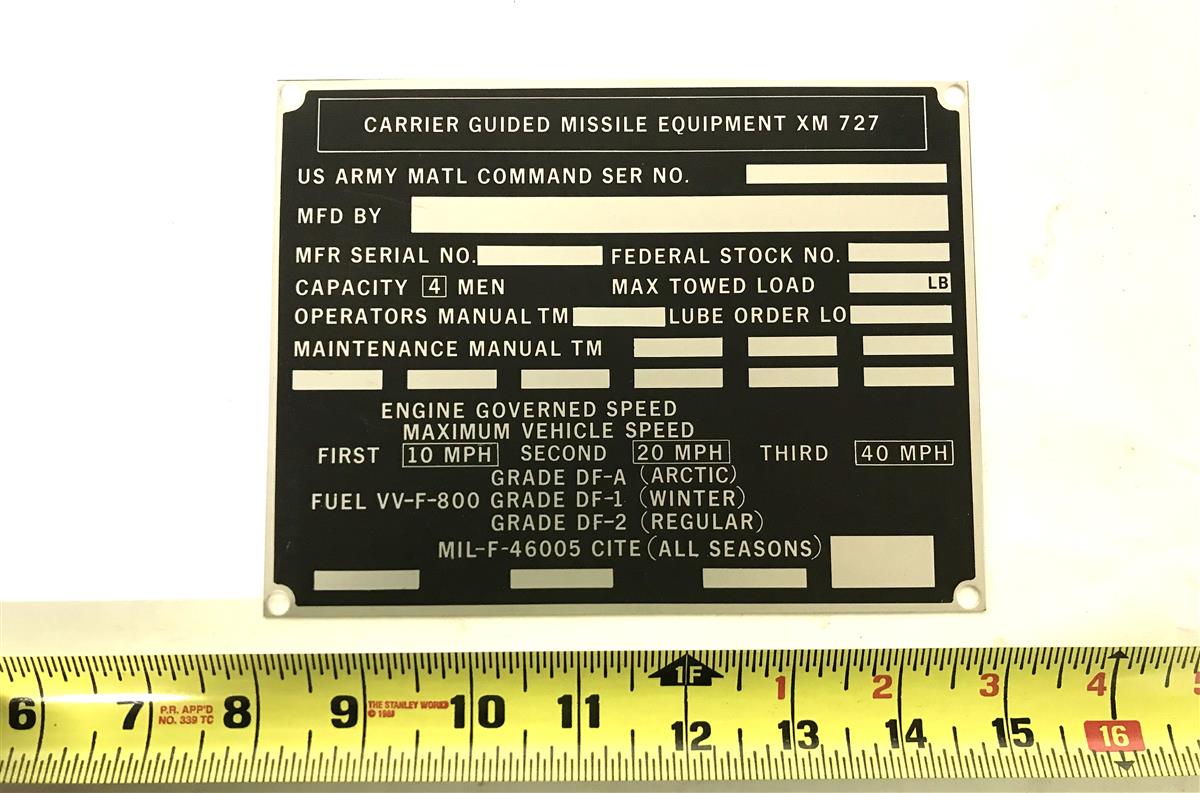 CARRIER GUIDED MISSILE EQUIPMENT XM 727
US ARMY MATL COMMAND SER NO.
MFD BY
MFR SERIAL NO. FEDERAL STOCK NO.
CAPACITY 4 MEN MAX TOWED LOAD LB
OPERATORS MANUAL TM LUBE ORDER LO
MAINTENANCE MANUAL TM
ENGINE GOVERNED SPEED
MAXIMUM VEHICLE SPEED
FIRST 10 MPH SECOND 20 MPH THIRD 40 MPH
GRADE DF-A (ARCTIC)
FUEL VV-F-800 GRADE DF-1 (WINTER)
GRADE DF-2 (REGULAR)
MIL-F-46005 CITE (ALL SEASONS)
1F 1 2 3 4 5
6 7 P.R. APP'D 8 9 THE STANLEY WORKS 10 11 12 13 14 15 16
NO. 339 TC